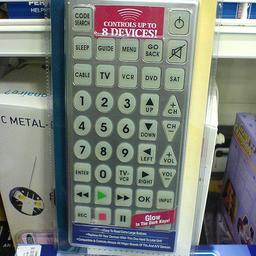 CODE SEARCH
CONTROLS UP TO
8 DEVICES!
SLEEP GUIDE MENU GO BACK
CABLE TV VCR DVD SAT
1 2 3 UP + CH
4 5 6 DOWN CH -
7 8 9 LEFT + VOL
ENTER 0 TV-VCR RIGHT VOL -
OK INPUT
REC
Glow
In The Dark Keys!
C METAL-